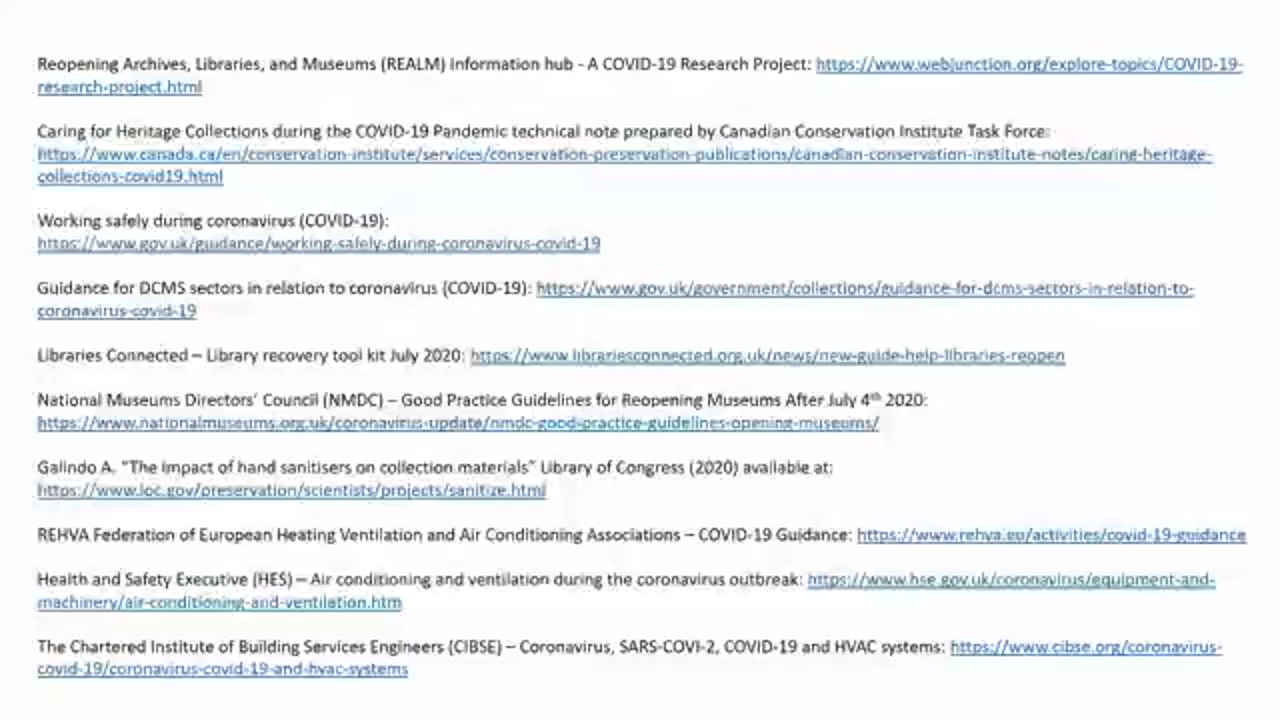 Reopening Archives, Libraries, and Museums (REALM) Information hub - A COVID-19 Research Project: https://www.webjunction.org/explore-topics/COVID-19-
research-project.html
Caring for Heritage Collections during the COVID-19 Pandemic technical note prepared by Canadian Conservation Institute Task Force:
https://www.canada.ca/en/conservation-institute/services/conservation-preservation-publications/canadian-conservation-institute-notes/caring-heritage-
collections-covid19.html
Working safely during coronavirus (COVID-19):
https://www.gov.uk/guidance/working-safely-during-coronavirus-covid-19
Guidance for DCMS sectors in relation to coronavirus (COVID-19): https://www.gov.uk/government/collections/guidance-for-dcms-sectors-in-relation-to-
coronavirus-covid-19
Libraries Connected – Library recovery tool kit July 2020: https://www.librariesconnected.org.uk/news/new-guide-help-libraries-reopen
National Museums Directors' Council (NMDC) – Good Practice Guidelines for Reopening Museums After July 4th 2020:
https://www.nationalmuseums.org.uk/coronavirus-update/nmdc-good-practice-guidelines-opening-museums/
Galindo A. "The impact of hand sanitisers on collection materials" Library of Congress (2020) available at:
https://www.loc.gov/preservation/scientists/projects/sanitize.html
REHVA Federation of European Heating Ventilation and Air Conditioning Associations – COVID-19 Guidance: https://www.rehva.eu/activities/covid-19-guidance
Health and Safety Executive (HES) – Air conditioning and ventilation during the coronavirus outbreak: https://www.hse.gov.uk/coronavirus/equipment-and-
machinery/air-conditioning-and-ventilation.htm
The Chartered Institute of Building Services Engineers (CIBSE) – Coronavirus, SARS-COVI-2, COVID-19 and HVAC systems: https://www.cibse.org/coronavirus-
covid-19/coronavirus-covid-19-and-hvac-systems